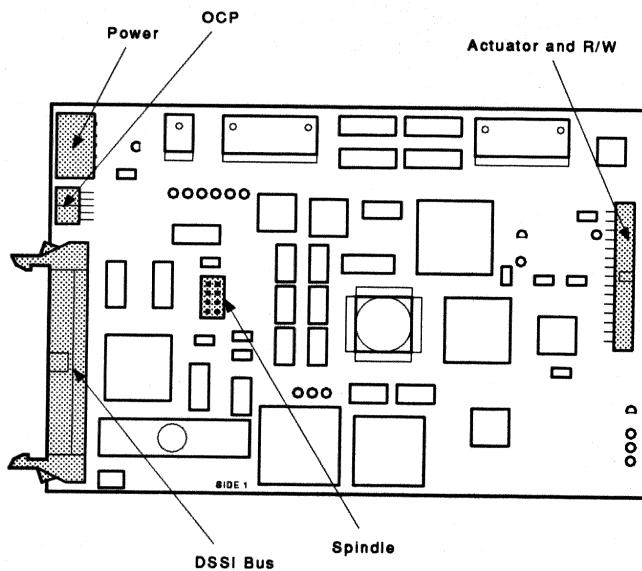 OCP
Power
Actuator and R/W
SIDE 1
Spindle
DSSI Bus